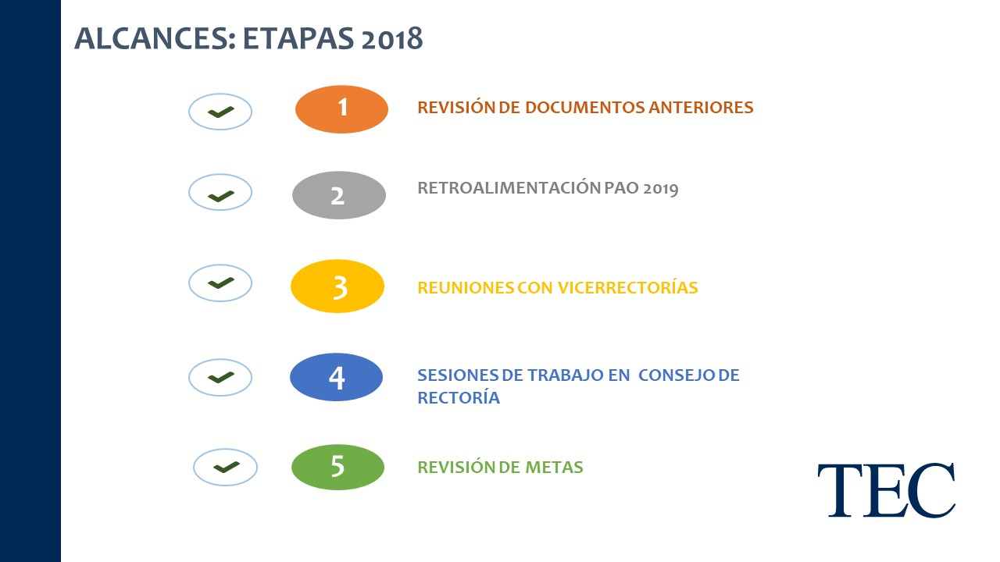 ALCANCES: ETAPAS 2018
1 REVISIÓN DE DOCUMENTOS ANTERIORES
2 RETROALIMENTACIÓN PAO 2019
3 REUNIONES CON VICERRECTORÍAS
4 SESIONES DE TRABAJO EN CONSEJO DE
RECTORÍA
5 REVISIÓN DE METAS
TEC